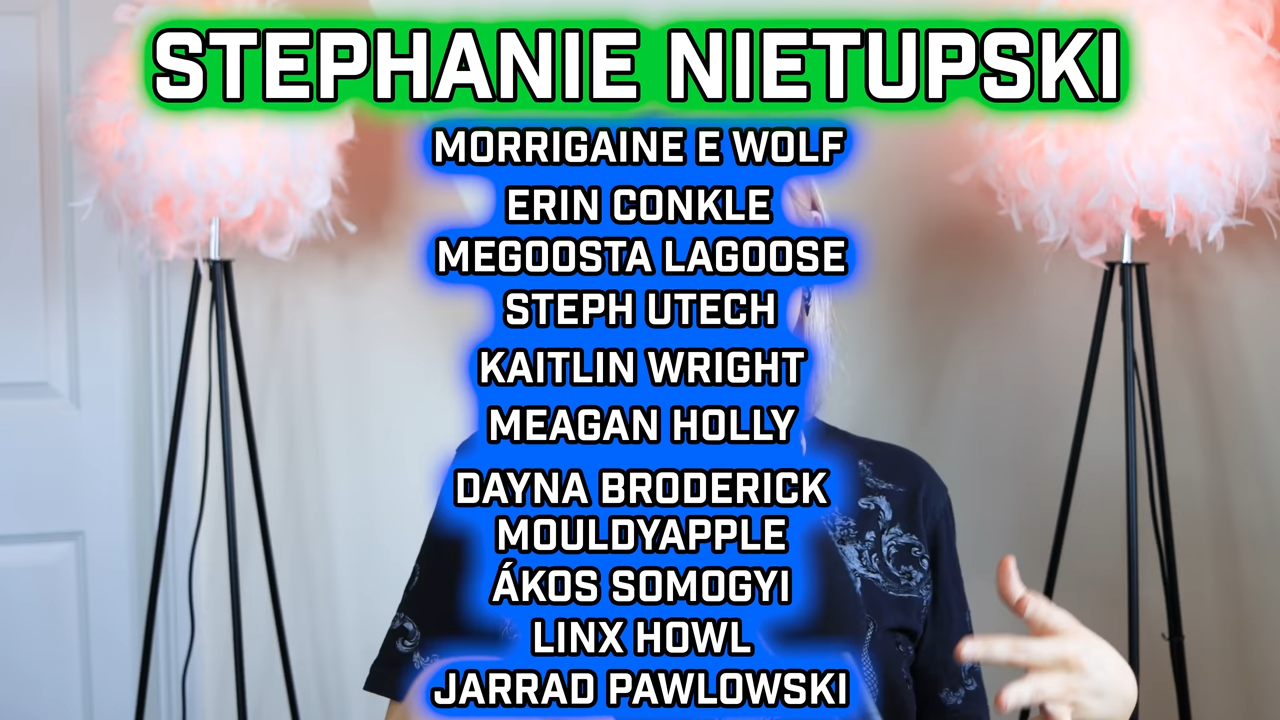 STEPHANIE NIETUPSKI
MORRIGAINE E WOLF
ERIN CONKLE
MEGOOSTA LAGOOSE
STEPH UTECH
KAITLIN WRIGHT
MEAGAN HOLLY
DAYNA BRODERICK
MOULDYAPPLE
ÁKOS SOMOGYI
LINX HOWL
JARRAD PAWLOWSKI